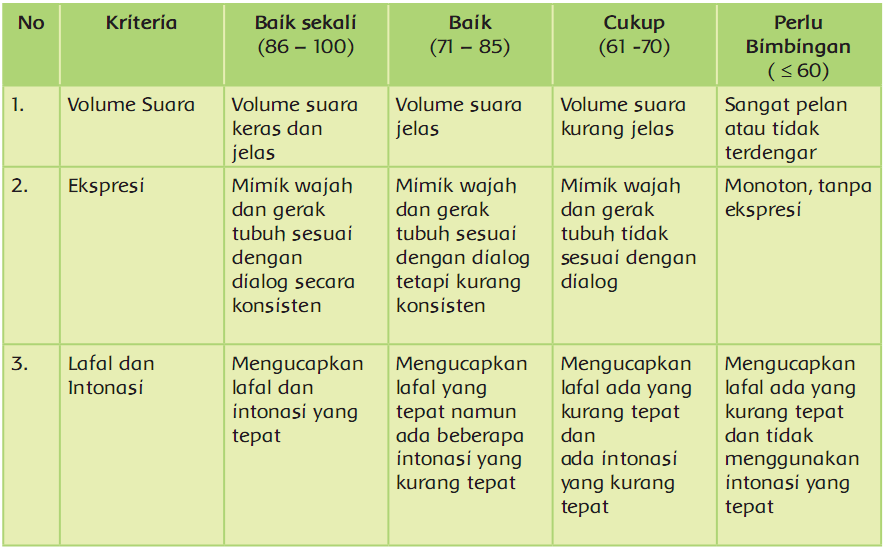 No
Kriteria
Baik sekali
(86 – 100)
Baik
(71 – 85)
Cukup
(61 -70)
Perlu
Bimbingan
( ≤ 60)
1.
Volume Suara
Volume suara
keras dan
jelas
Volume suara
jelas
Volume suara
kurang jelas
Sangat pelan
atau tidak
terdengar
2.
Ekspresi
Mimik wajah
dan gerak
tubuh sesuai
dengan
dialog secara
konsisten
Mimik wajah
dan gerak
tubuh sesuai
dengan dialog
tetapi kurang
konsisten
Mimik wajah
dan gerak
tubuh tidak
sesuai dengan
dialog
Monoton, tanpa
ekspresi
3.
Lafal dan
Intonasi
Mengucapkan
lafal dan
intonasi yang
tepat
Mengucapkan
lafal yang
tepat namun
ada beberapa
intonasi yang
kurang tepat
Mengucapkan
lafal ada yang
kurang tepat
dan
ada intonasi
yang kurang
tepat
Mengucapkan
lafal ada yang
kurang tepat
dan tidak
menggunakan
intonasi yang
tepat